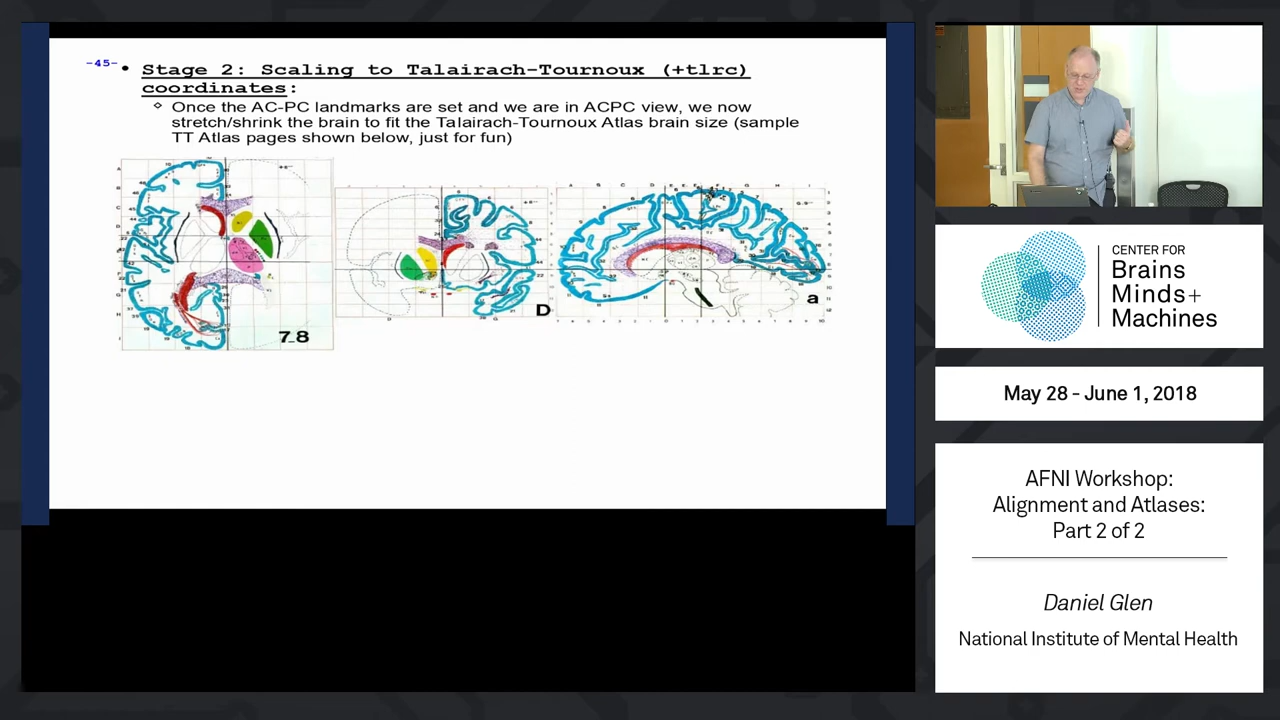 -45-
• Stage 2: Scaling to Talairach-Tournoux (+tlrc)
coordinates:
Once the AC-PC landmarks are set and we are in ACPC view, we now
stretch/shrink the brain to fit the Talairach-Tournoux Atlas brain size (sample
TT Atlas pages shown below, just for fun)
7_8
D
a
CENTER FOR
Brains
Minds+
Machines
May 28 - June 1, 2018
AFNI Workshop:
Alignment and Atlases:
Part 2 of 2
Daniel Glen
National Institute of Mental Health